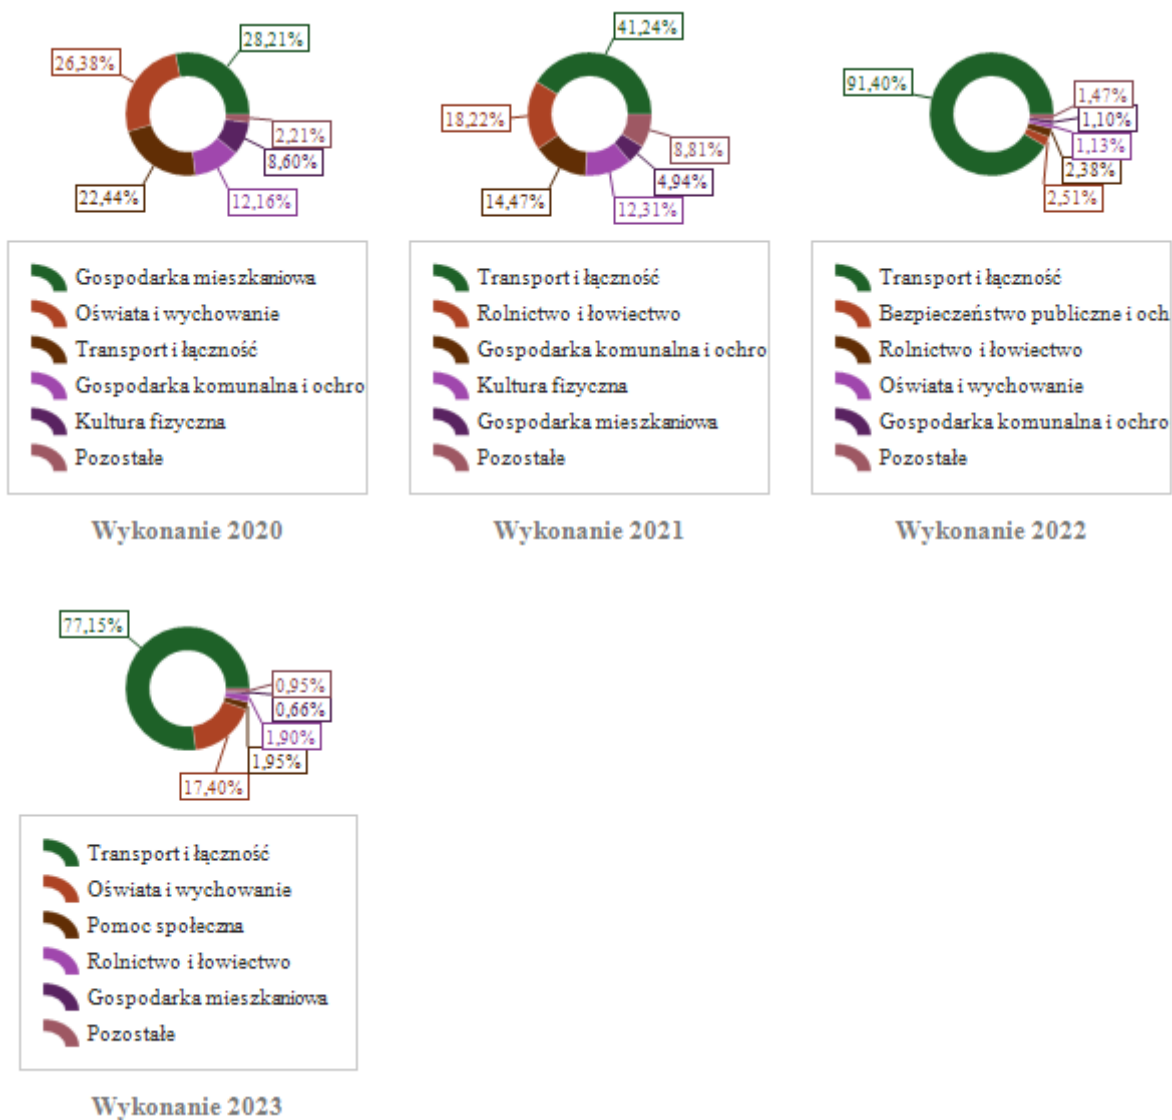 28,21%
26,38%
2,21%
8,60%
22,44%
12,16%
Gospodarka mieszkaniowa
Oświata i wychowanie
Transport i łączność
Gospodarka komunalna i ochro
Kultura fizyczna
Pozostałe
Wykonanie 2020
41,24%
18,22%
8,81%
4,94%
14,47%
12,31%
Transport i łączność
Rolnictwo i łowiectwo
Gospodarka komunalna i ochro
Kultura fizyczna
Gospodarka mieszkaniowa
Pozostałe
Wykonanie 2021
91,40%
1,47%
1,10%
1,13%
2,38%
2,51%
Transport i łączność
Bezpieczeństwo publiczne i och
Rolnictwo i łowiectwo
Oświata i wychowanie
Gospodarka komunalna i ochro
Pozostałe
Wykonanie 2022
77,15%
0,95%
0,66%
1,90%
1,95%
17,40%
Transport i łączność
Oświata i wychowanie
Pomoc społeczna
Rolnictwo i łowiectwo
Gospodarka mieszkaniowa
Pozostałe
Wykonanie 2023